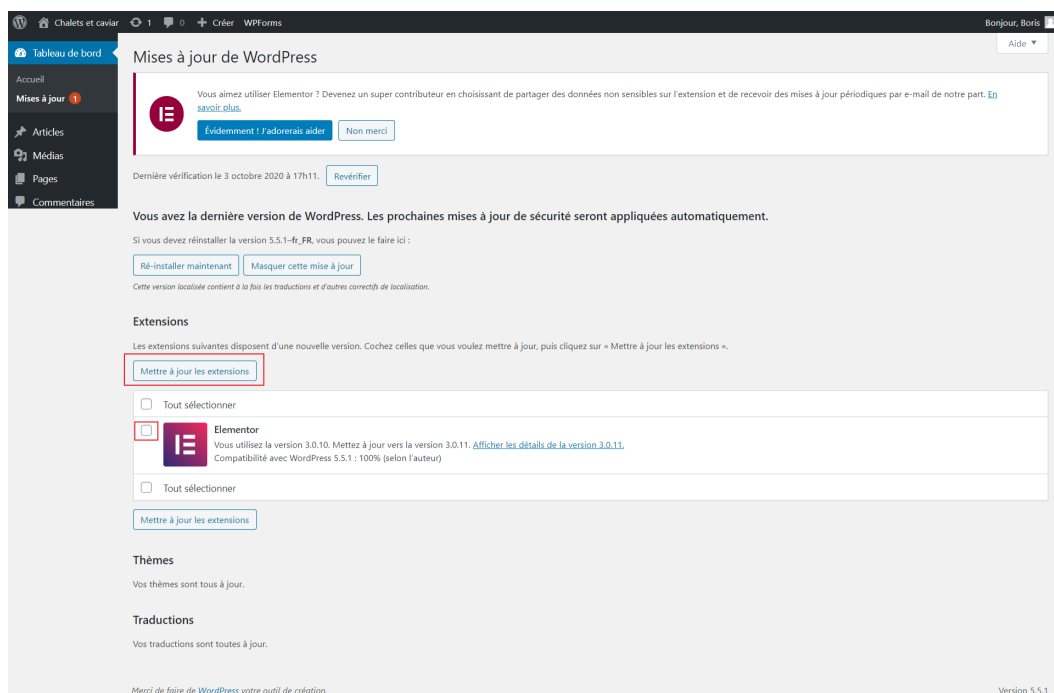 Chalets et caviar 1 0 + Créer WPForms Bonjour, Boris
Tableau de bord
Aide
Accueil
Mises à jour 1
Articles
Médias
Pages
Commentaires
Mises à jour de WordPress
Vous aimez utiliser Elementor ? Devenez un super contributeur en choisissant de partager des données non sensibles sur l'extension et de recevoir des mises à jour périodiques par e-mail de notre part. En
savoir plus.
Évidemment ! J'adorerais aider Non merci
Dernière vérification le 3 octobre 2020 à 17h11. Revérifier
Vous avez la dernière version de WordPress. Les prochaines mises à jour de sécurité seront appliquées automatiquement.
Si vous devez réinstaller la version 5.5.1–fr_FR, vous pouvez le faire ici :
Ré-installer maintenant Masquer cette mise à jour
Cette version localisée contient à la fois les traductions et d'autres correctifs de localisation.
Extensions
Les extensions suivantes disposent d'une nouvelle version. Cochez celles que vous voulez mettre à jour, puis cliquez sur « Mettre à jour les extensions ».
Mettre à jour les extensions
Tout sélectionner
Elementor
Vous utilisez la version 3.0.10. Mettez à jour vers la version 3.0.11. Afficher les détails de la version 3.0.11.
Compatibilité avec WordPress 5.5.1 : 100% (selon l'auteur)
Tout sélectionner
Mettre à jour les extensions
Thèmes
Vos thèmes sont tous à jour.
Traductions
Vos traductions sont toutes à jour.
Merci de faire de WordPress votre outil de création. Version 5.5.1